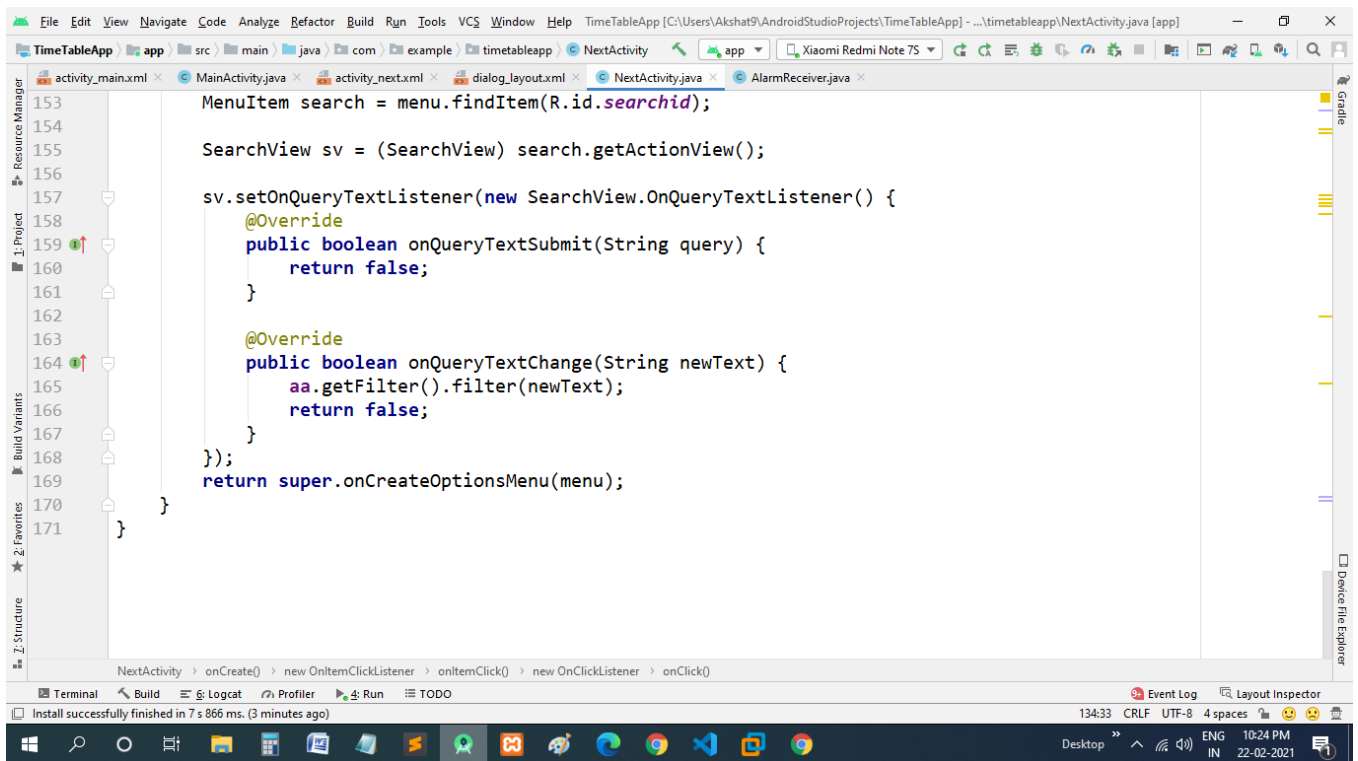 File Edit View Navigate Code Analyze Refactor Build Run Tools VCS Window Help TimeTableApp [C:\Users\Akshat9\AndroidStudioProjects\TimeTableApp] - ...\timetableapp\NextActivity.java [app]
TimeTableApp app src main java com example timetableapp NextActivity app Xiaomi Redmi Note 7S
activity_main.xml MainActivity.java activity_next.xml dialog_layout.xml NextActivity.java AlarmReceiver.java
Resource Manager
1: Project
Build Variants
2: Favorites
Z: Structure
153 MenuItem search = menu.findItem(R.id.searchid);
154
155 SearchView sv = (SearchView) search.getActionView();
156
157 sv.setOnQueryTextListener(new SearchView.OnQueryTextListener() {
158 @Override
159 public boolean onQueryTextSubmit(String query) {
160 return false;
161 }
162
163 @Override
164 public boolean onQueryTextChange(String newText) {
165 aa.getFilter().filter(newText);
166 return false;
167 }
168 });
169 return super.onCreateOptionsMenu(menu);
170 }
171 }
Gradle
Device File Explorer
NextActivity > onCreate() > new OnItemClickListener > onItemClick() > new OnClickListener > onClick()
Terminal Build 6: Logcat Profiler 4: Run TODO Event Log Layout Inspector
Install successfully finished in 7 s 866 ms. (3 minutes ago) 134:33 CRLF UTF-8 4 spaces
Desktop ENG 10:24 PM
IN 22-02-2021